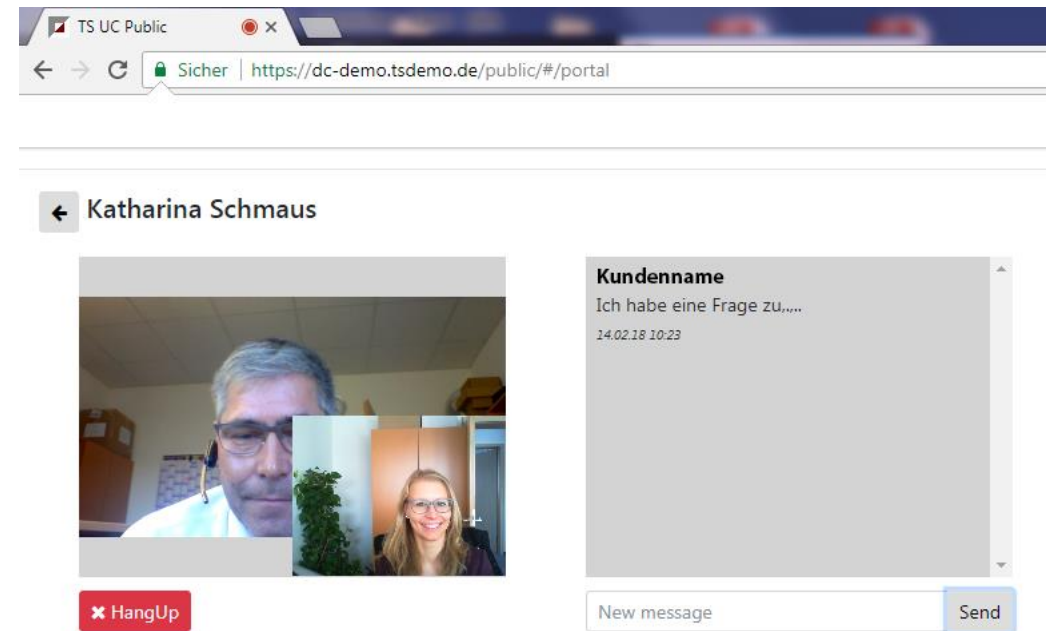 TS UC Public
Sicher | https://dc-demo.tsdemo.de/public/#/portal
Katharina Schmaus
Kundenname
Ich habe eine Frage zu,.,..
14.02.18 10:23
HangUp
New message
Send